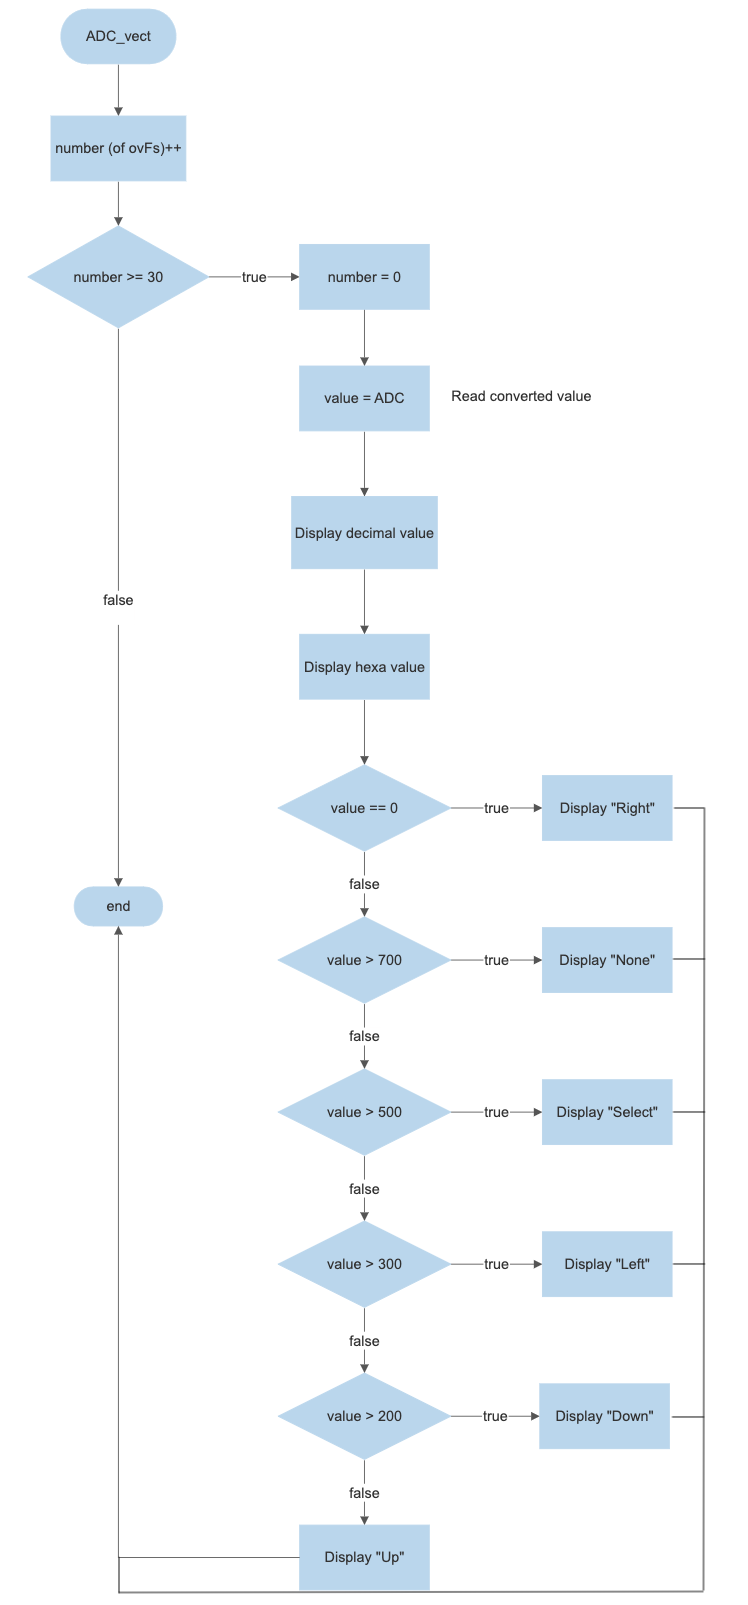 ADC_vect
number (of ovFs)++
number >= 30
true
number = 0
value = ADC
Read converted value
Display decimal value
false
Display hexa value
value == 0
true
Display "Right"
false
end
value > 700
true
Display "None"
false
value > 500
true
Display "Select"
false
value > 300
true
Display "Left"
false
value > 200
true
Display "Down"
false
Display "Up"